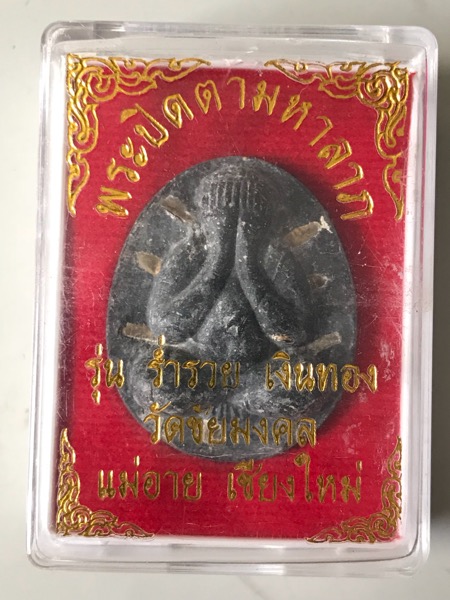 พระปิดตามหาลาภ
รุ่น ร่ำรวย เงินทอง
วัดชัยมงคล
แม่อาย เชียงใหม่